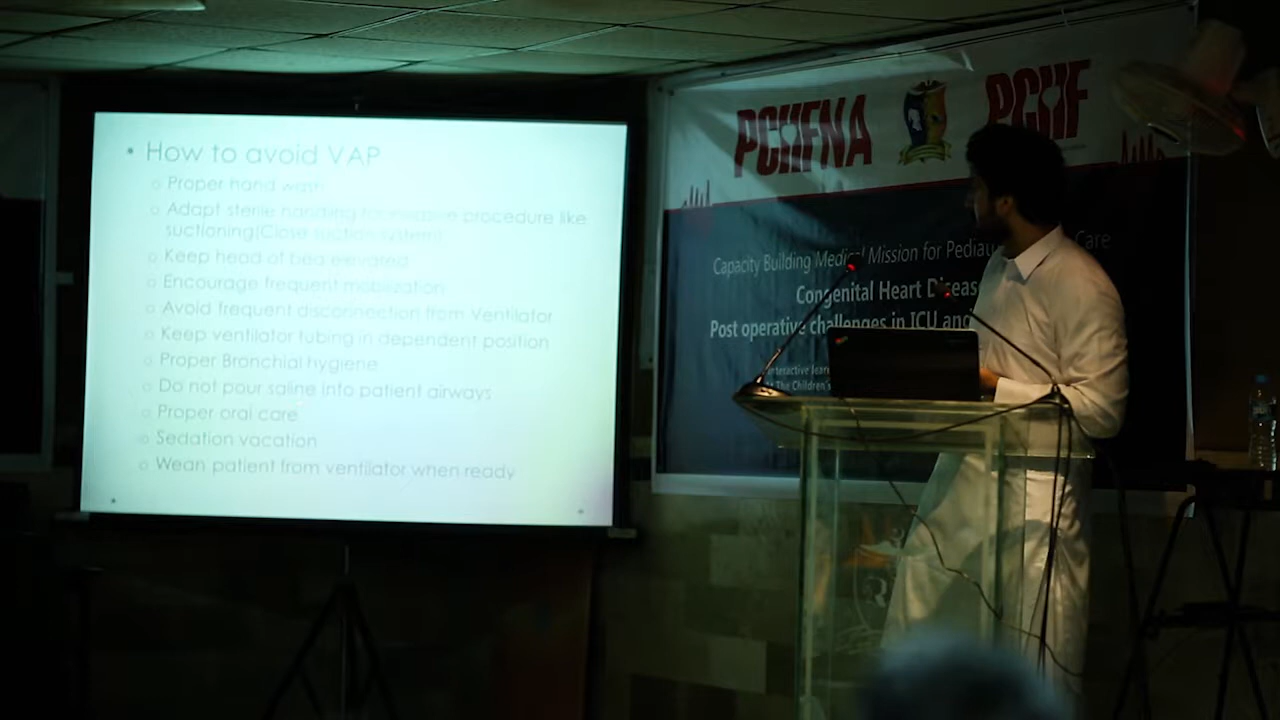 • How to avoid VAP
o Proper hand wash
o Adapt sterile handling for invasive procedure like
suctioning(Close suction system)
o Keep head of bed elevated
o Encourage frequent mobilization
o Avoid frequent disconnection from Ventilator
o Keep ventilator tubing in dependent position
o Proper Bronchial hygiene
o Do not pour saline into patient airways
o Proper oral care
o Sedation vacation
o Wean patient from ventilator when ready
PCHFNA PCHF
Capacity Building Medical Mission for Care
Congenital Heart
Post operative challenges in ICU and
The Children's